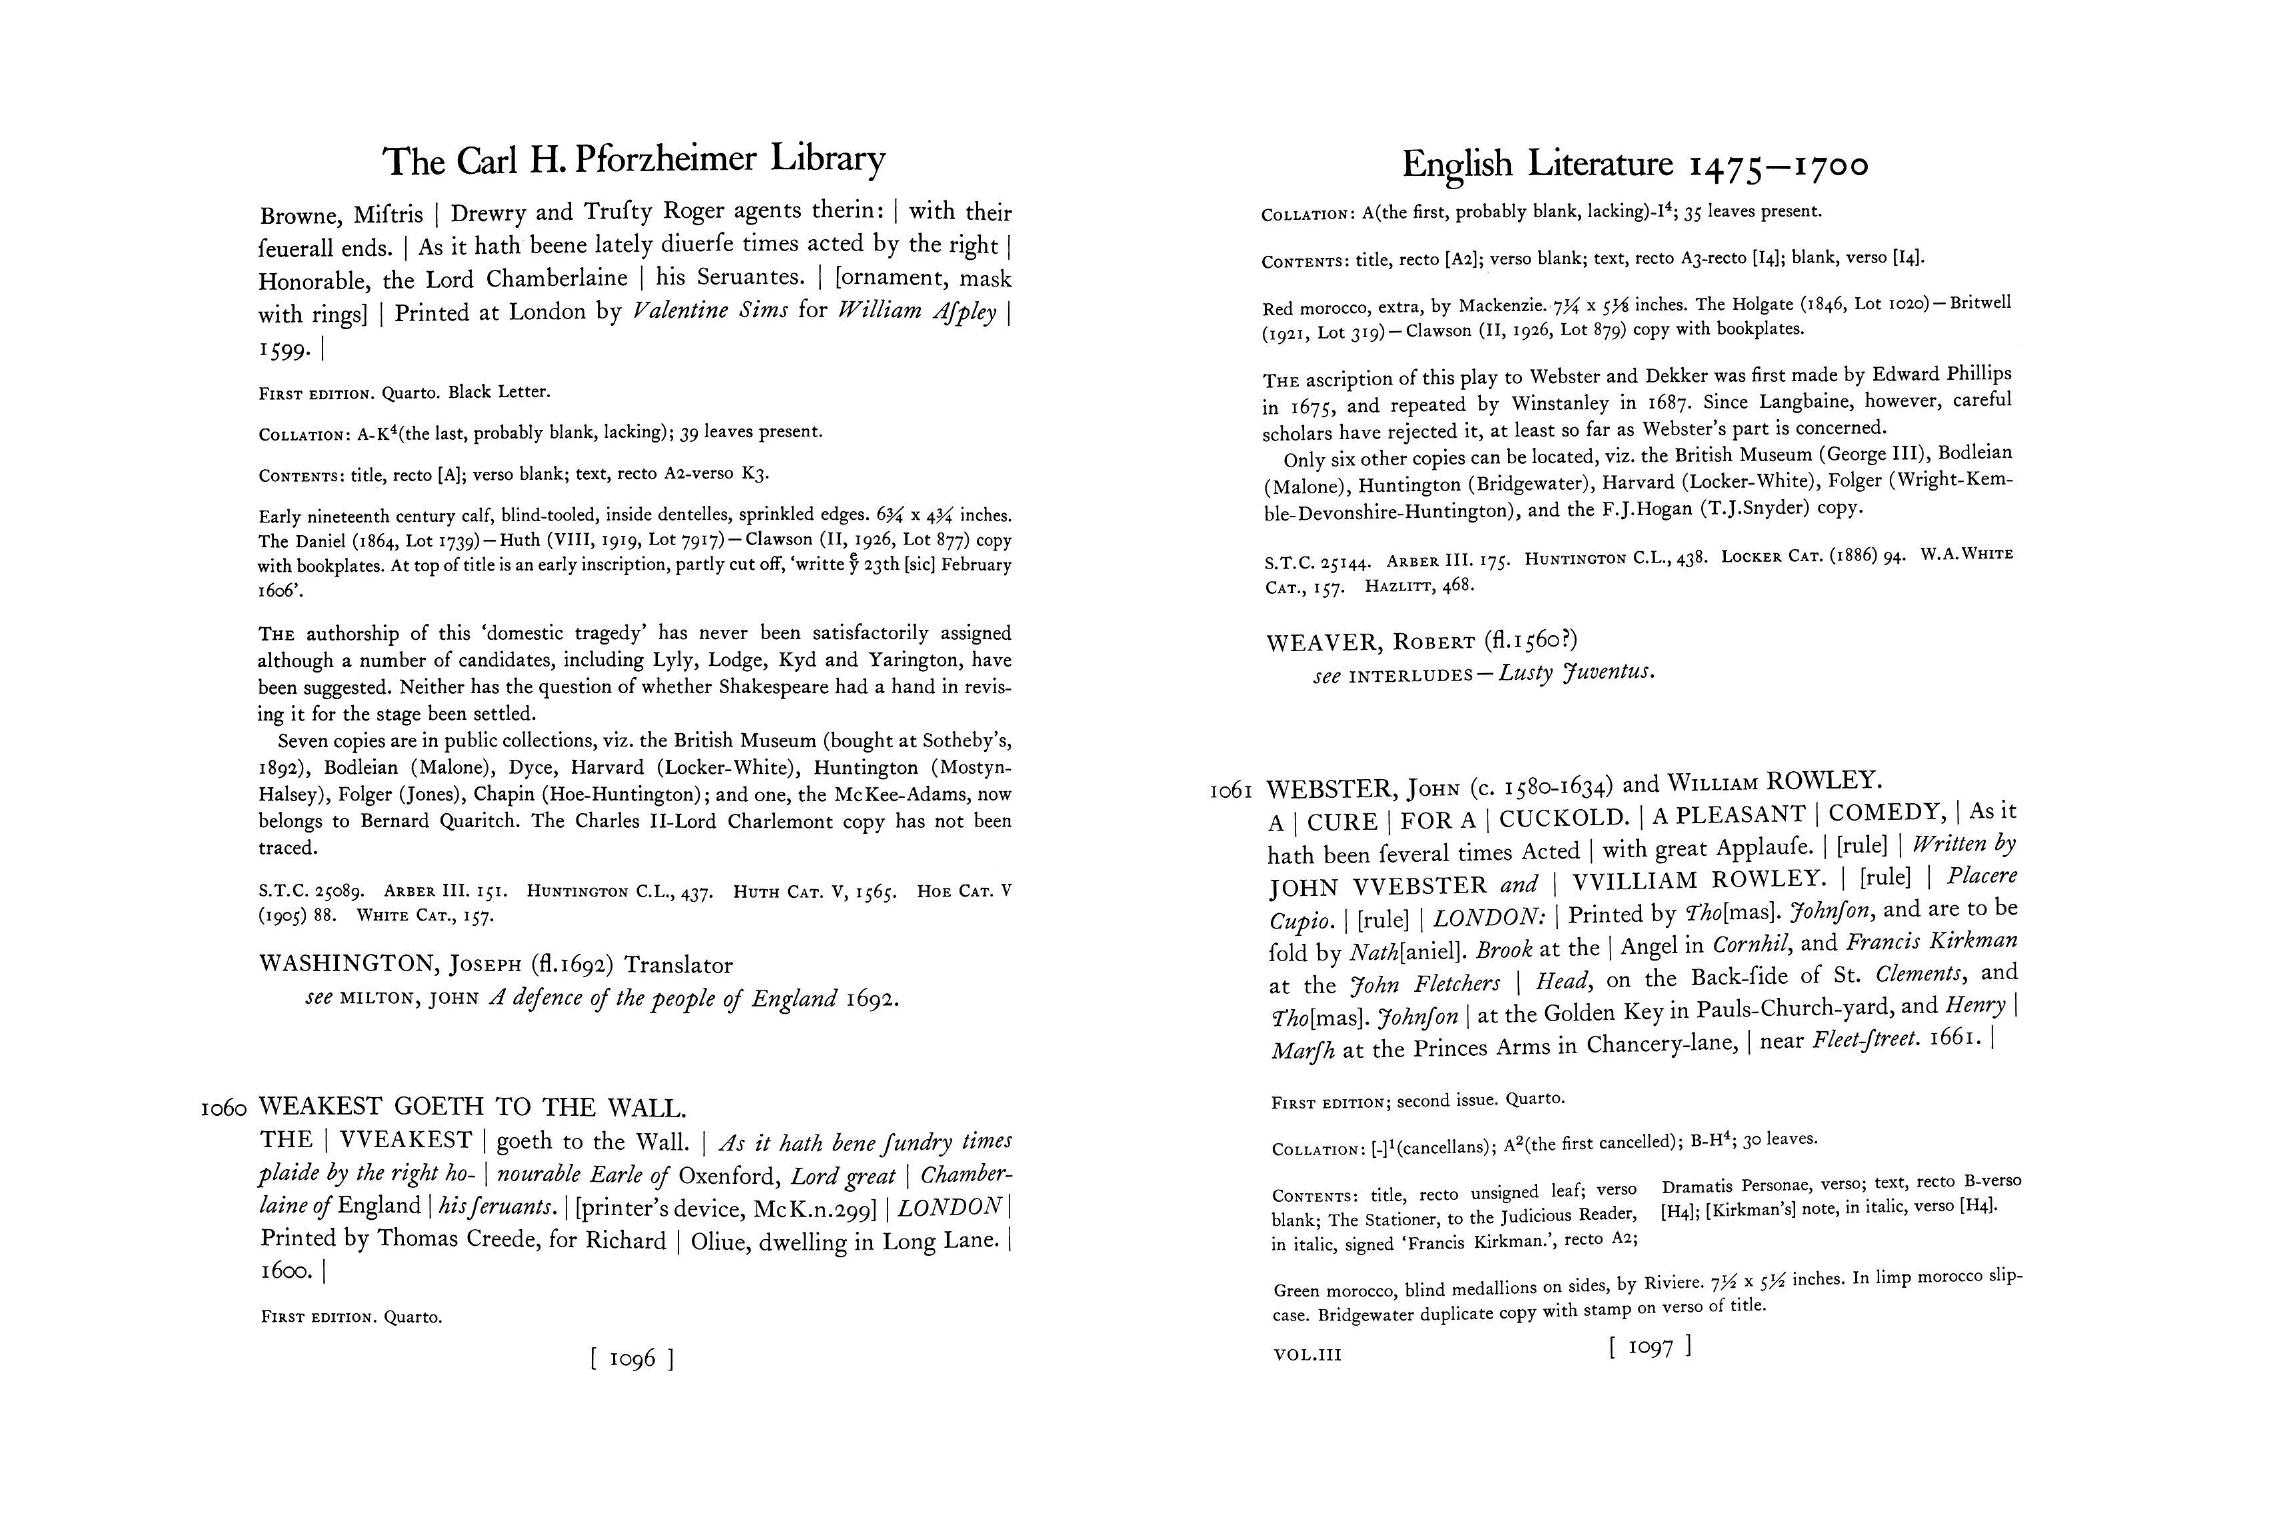 The Carl H. Pforzheimer Library
Browne, Miſtris | Drewry and Truſty Roger agents therin: | with their
ſeuerall ends. | As it hath beene lately diuerſe times acted by the right |
Honorable, the Lord Chamberlaine | his Seruantes. | [ornament, mask
with rings] | Printed at London by Valentine Sims for William Aſpley |
1599. |
First edition. Quarto. Black Letter.
Collation: A-K⁴(the last, probably blank, lacking); 39 leaves present.
Contents: title, recto [A]; verso blank; text, recto A2-verso K3.
Early nineteenth century calf, blind-tooled, inside dentelles, sprinkled edges. 6¾ x 4¾ inches.
The Daniel (1864, Lot 1739)—Huth (VIII, 1919, Lot 7917)—Clawson (II, 1926, Lot 877) copy
with bookplates. At top of title is an early inscription, partly cut off, ‘writte yͤ 23th [sic] February
1606’.
The authorship of this ‘domestic tragedy’ has never been satisfactorily assigned
although a number of candidates, including Lyly, Lodge, Kyd and Yarington, have
been suggested. Neither has the question of whether Shakespeare had a hand in revis-
ing it for the stage been settled.
Seven copies are in public collections, viz. the British Museum (bought at Sotheby’s,
1892), Bodleian (Malone), Dyce, Harvard (Locker-White), Huntington (Mostyn-
Halsey), Folger (Jones), Chapin (Hoe-Huntington); and one, the McKee-Adams, now
belongs to Bernard Quaritch. The Charles II-Lord Charlemont copy has not been
traced.
S.T.C. 25089. Arber III. 151. Huntington C.L., 437. Huth Cat. V, 1565. Hoe Cat. V
(1905) 88. White Cat., 157.
WASHINGTON, Joseph (fl.1692) Translator
see MILTON, JOHN A defence of the people of England 1692.
1060 WEAKEST GOETH TO THE WALL.
THE | VVEAKEST | goeth to the Wall. | As it hath bene ſundry times
plaide by the right ho- | nourable Earle of Oxenford, Lord great | Chamber-
laine of England | his ſeruants. | [printer’s device, McK.n.299] | LONDON |
Printed by Thomas Creede, for Richard | Oliue, dwelling in Long Lane. |
1600. |
First edition. Quarto.
[ 1096 ]
English Literature 1475—1700
Collation: A(the first, probably blank, lacking)-I⁴; 35 leaves present.
Contents: title, recto [A2]; verso blank; text, recto A3-recto [I4]; blank, verso [I4].
Red morocco, extra, by Mackenzie. 7¼ x 5⅛ inches. The Holgate (1846, Lot 1020)—Britwell
(1921, Lot 319)—Clawson (II, 1926, Lot 879) copy with bookplates.
The ascription of this play to Webster and Dekker was first made by Edward Phillips
in 1675, and repeated by Winstanley in 1687. Since Langbaine, however, careful
scholars have rejected it, at least so far as Webster’s part is concerned.
Only six other copies can be located, viz. the British Museum (George III), Bodleian
(Malone), Huntington (Bridgewater), Harvard (Locker-White), Folger (Wright-Kem-
ble-Devonshire-Huntington), and the F.J.Hogan (T.J.Snyder) copy.
S.T.C. 25144. Arber III. 175. Huntington C.L., 438. Locker Cat. (1886) 94. W.A.White
Cat., 157. Hazlitt, 468.
WEAVER, Robert (fl.1560?)
see INTERLUDES—Lusty Juventus.
1061 WEBSTER, John (c. 1580-1634) and William ROWLEY.
A | CURE | FOR A | CUCKOLD. | A PLEASANT | COMEDY, | As it
hath been ſeveral times Acted | with great Applauſe. | [rule] | Written by
JOHN VVEBSTER and | VVILLIAM ROWLEY. | [rule] | Placere
Cupio. | [rule] | LONDON: | Printed by Tho[mas]. Johnſon, and are to be
ſold by Nath[aniel]. Brook at the | Angel in Cornhil, and Francis Kirkman
at the John Fletchers | Head, on the Back-ſide of St. Clements, and
Tho[mas]. Johnſon | at the Golden Key in Pauls-Church-yard, and Henry |
Marſh at the Princes Arms in Chancery-lane, | near Fleet-ſtreet. 1661. |
First edition; second issue. Quarto.
Collation: [-]¹(cancellans); A²(the first cancelled); B-H⁴; 30 leaves.
Contents: title, recto unsigned leaf; verso
blank; The Stationer, to the Judicious Reader,
in italic, signed ‘Francis Kirkman.’, recto A2;
Dramatis Personae, verso; text, recto B-verso
[H4]; [Kirkman’s] note, in italic, verso [H4].
Green morocco, blind medallions on sides, by Riviere. 7½ x 5½ inches. In limp morocco slip-
case. Bridgewater duplicate copy with stamp on verso of title.
VOL.III
[ 1097 ]